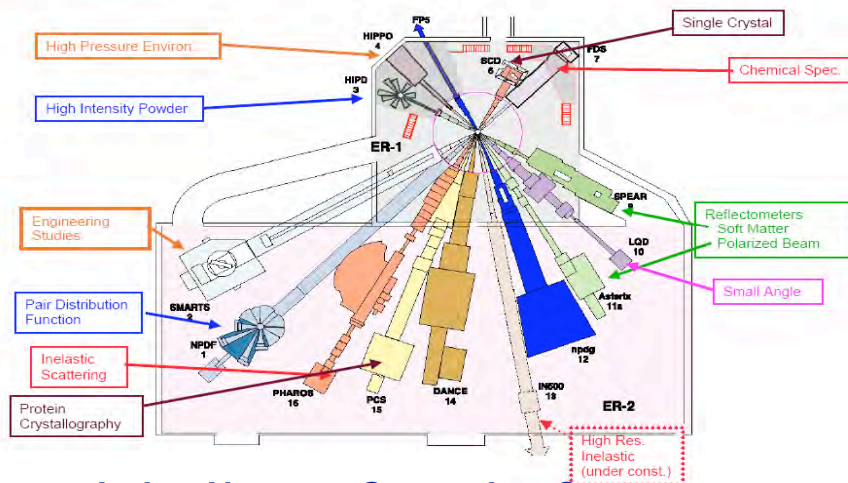 FP5
Single Crystal
HIPPO
4
SCD
6
FDS
7
High Pressure Environ...
Chemical Spec.
HIPD
3
High Intensity Powder
ER-1
SPEAR
9
Engineering
Studies
Reflectometers
Soft Matter
Polarized Beam
LQD
10
Small Angle
Asterix
11a
SMARTS
2
Pair Distribution
Function
NPDF
1
npdg
12
Inelastic
Scattering
PHAROS
16
PCS
15
DANCE
14
IN500
13
ER-2
Protein
Crystallography
High Res.
Inelastic
(under const.)